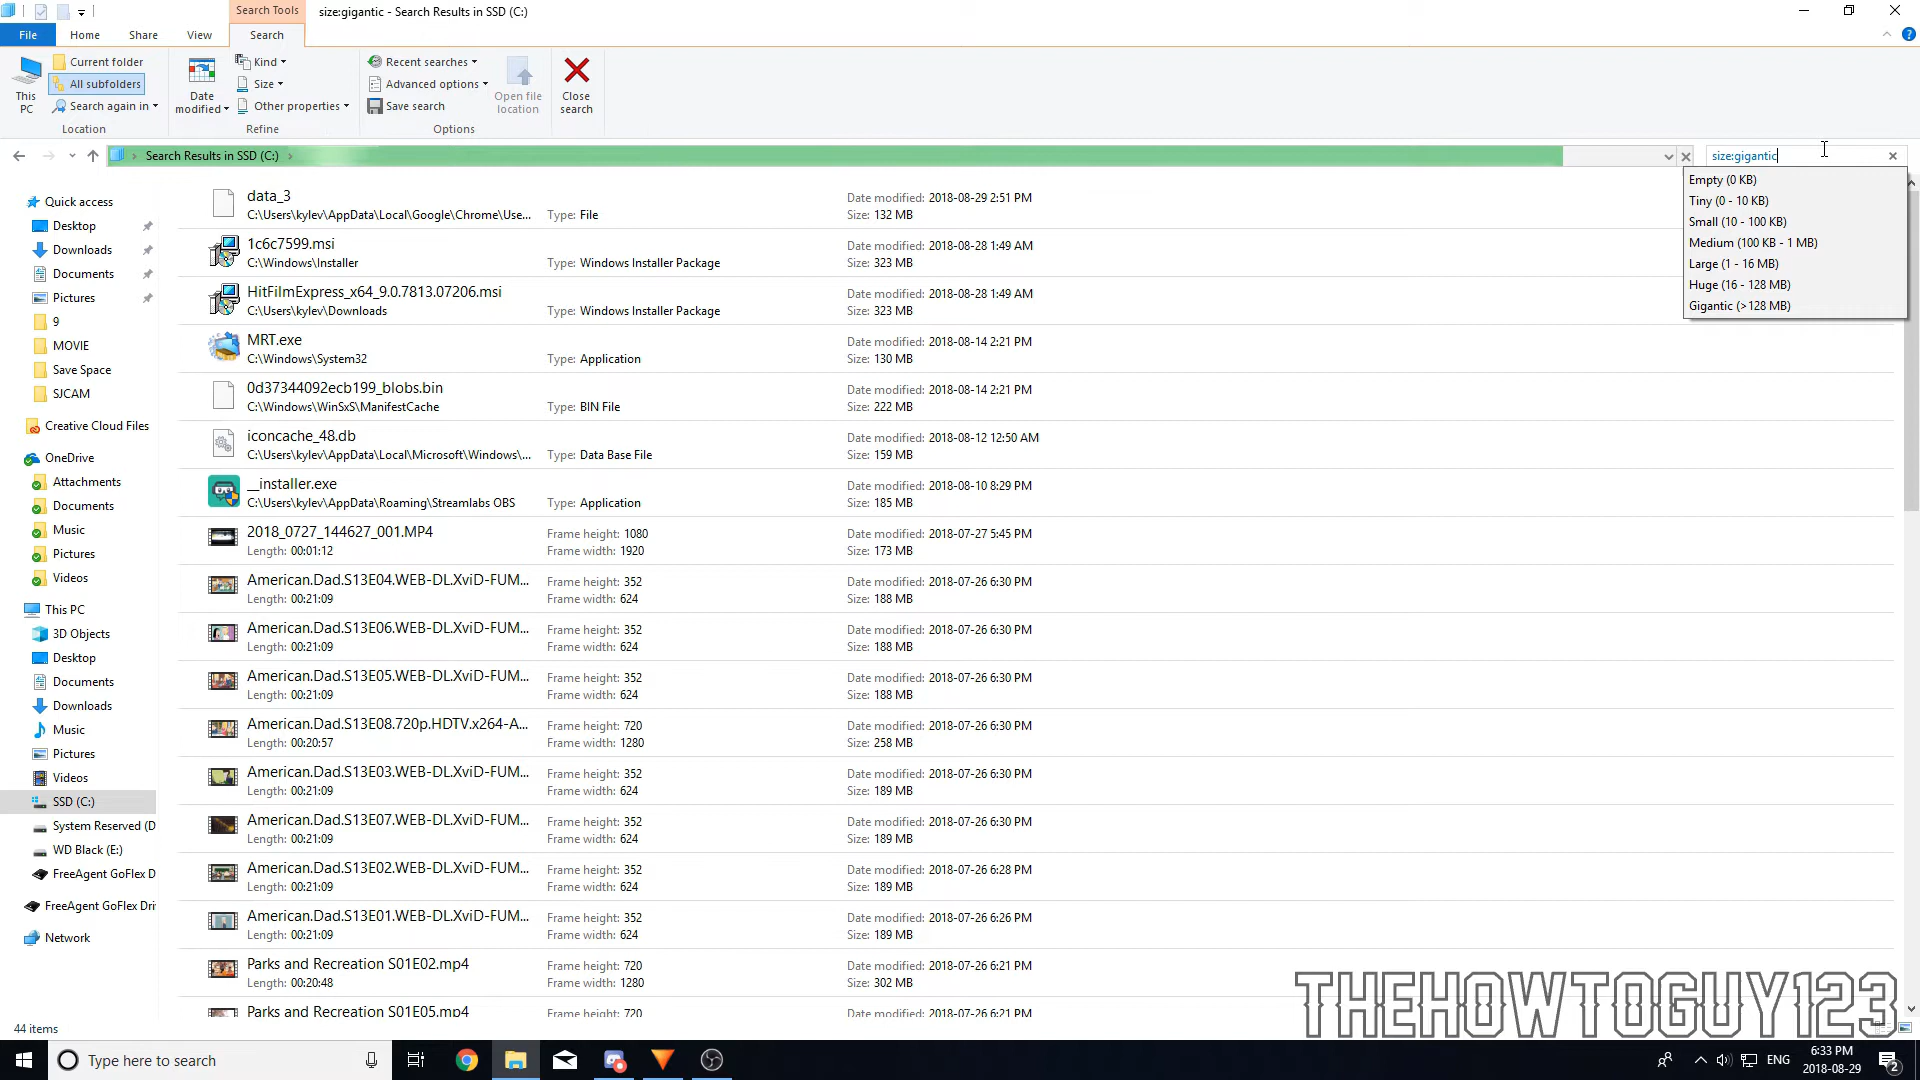 Search Tools
size:gigantic - Search Results in SSD (C:)
File
Home
Share
View
Search
This PC
Current folder
All subfolders
Search again in
Location
Date modified
Kind
Size
Other properties
Refine
Recent searches
Advanced options
Save search
Options
Open file location
Close search
Search Results in SSD (C:)
size:gigantic
Empty (0 KB)
Tiny (0 - 10 KB)
Small (10 - 100 KB)
Medium (100 KB - 1 MB)
Large (1 - 16 MB)
Huge (16 - 128 MB)
Gigantic (>128 MB)
Quick access
Desktop
Downloads
Documents
Pictures
9
MOVIE
Save Space
SJCAM
Creative Cloud Files
OneDrive
Attachments
Documents
Music
Pictures
Videos
This PC
3D Objects
Desktop
Documents
Downloads
Music
Pictures
Videos
SSD (C:)
System Reserved (D
WD Black (E:)
FreeAgent GoFlex D
FreeAgent GoFlex Dri
Network
data_3 Date modified: 2018-08-29 2:51 PM
C:\Users\kylev\AppData\Local\Google\Chrome\Use... Type: File Size: 132 MB
1c6c7599.msi Date modified: 2018-08-28 1:49 AM
C:\Windows\Installer Type: Windows Installer Package Size: 323 MB
HitFilmExpress_x64_9.0.7813.07206.msi Date modified: 2018-08-28 1:49 AM
C:\Users\kylev\Downloads Type: Windows Installer Package Size: 323 MB
MRT.exe Date modified: 2018-08-14 2:21 PM
C:\Windows\System32 Type: Application Size: 130 MB
0d37344092ecb199_blobs.bin Date modified: 2018-08-14 2:21 PM
C:\Windows\WinSxS\ManifestCache Type: BIN File Size: 222 MB
iconcache_48.db Date modified: 2018-08-12 12:50 AM
C:\Users\kylev\AppData\Local\Microsoft\Windows\... Type: Data Base File Size: 159 MB
__installer.exe Date modified: 2018-08-10 8:29 PM
C:\Users\kylev\AppData\Roaming\Streamlabs OBS Type: Application Size: 185 MB
2018_0727_144627_001.MP4 Frame height: 1080 Date modified: 2018-07-27 5:45 PM
Length: 00:01:12 Frame width: 1920 Size: 173 MB
American.Dad.S13E04.WEB-DL.XviD-FUM... Frame height: 352 Date modified: 2018-07-26 6:30 PM
Length: 00:21:09 Frame width: 624 Size: 188 MB
American.Dad.S13E06.WEB-DL.XviD-FUM... Frame height: 352 Date modified: 2018-07-26 6:30 PM
Length: 00:21:09 Frame width: 624 Size: 188 MB
American.Dad.S13E05.WEB-DL.XviD-FUM... Frame height: 352 Date modified: 2018-07-26 6:30 PM
Length: 00:21:09 Frame width: 624 Size: 188 MB
American.Dad.S13E08.720p.HDTV.x264-A... Frame height: 720 Date modified: 2018-07-26 6:30 PM
Length: 00:20:57 Frame width: 1280 Size: 258 MB
American.Dad.S13E03.WEB-DL.XviD-FUM... Frame height: 352 Date modified: 2018-07-26 6:30 PM
Length: 00:21:09 Frame width: 624 Size: 189 MB
American.Dad.S13E07.WEB-DL.XviD-FUM... Frame height: 352 Date modified: 2018-07-26 6:30 PM
Length: 00:21:09 Frame width: 624 Size: 189 MB
American.Dad.S13E02.WEB-DL.XviD-FUM... Frame height: 352 Date modified: 2018-07-26 6:28 PM
Length: 00:21:09 Frame width: 624 Size: 189 MB
American.Dad.S13E01.WEB-DL.XviD-FUM... Frame height: 352 Date modified: 2018-07-26 6:26 PM
Length: 00:21:09 Frame width: 624 Size: 189 MB
Parks and Recreation S01E02.mp4 Frame height: 720 Date modified: 2018-07-26 6:21 PM
Length: 00:20:48 Frame width: 1280 Size: 302 MB
Parks and Recreation S01E05.mp4 Frame height: 720 Date modified: 2018-07-26 6:21 PM
THEHOWTOGUY123
44 items
Type here to search
ENG
6:33 PM
2018-08-29
2